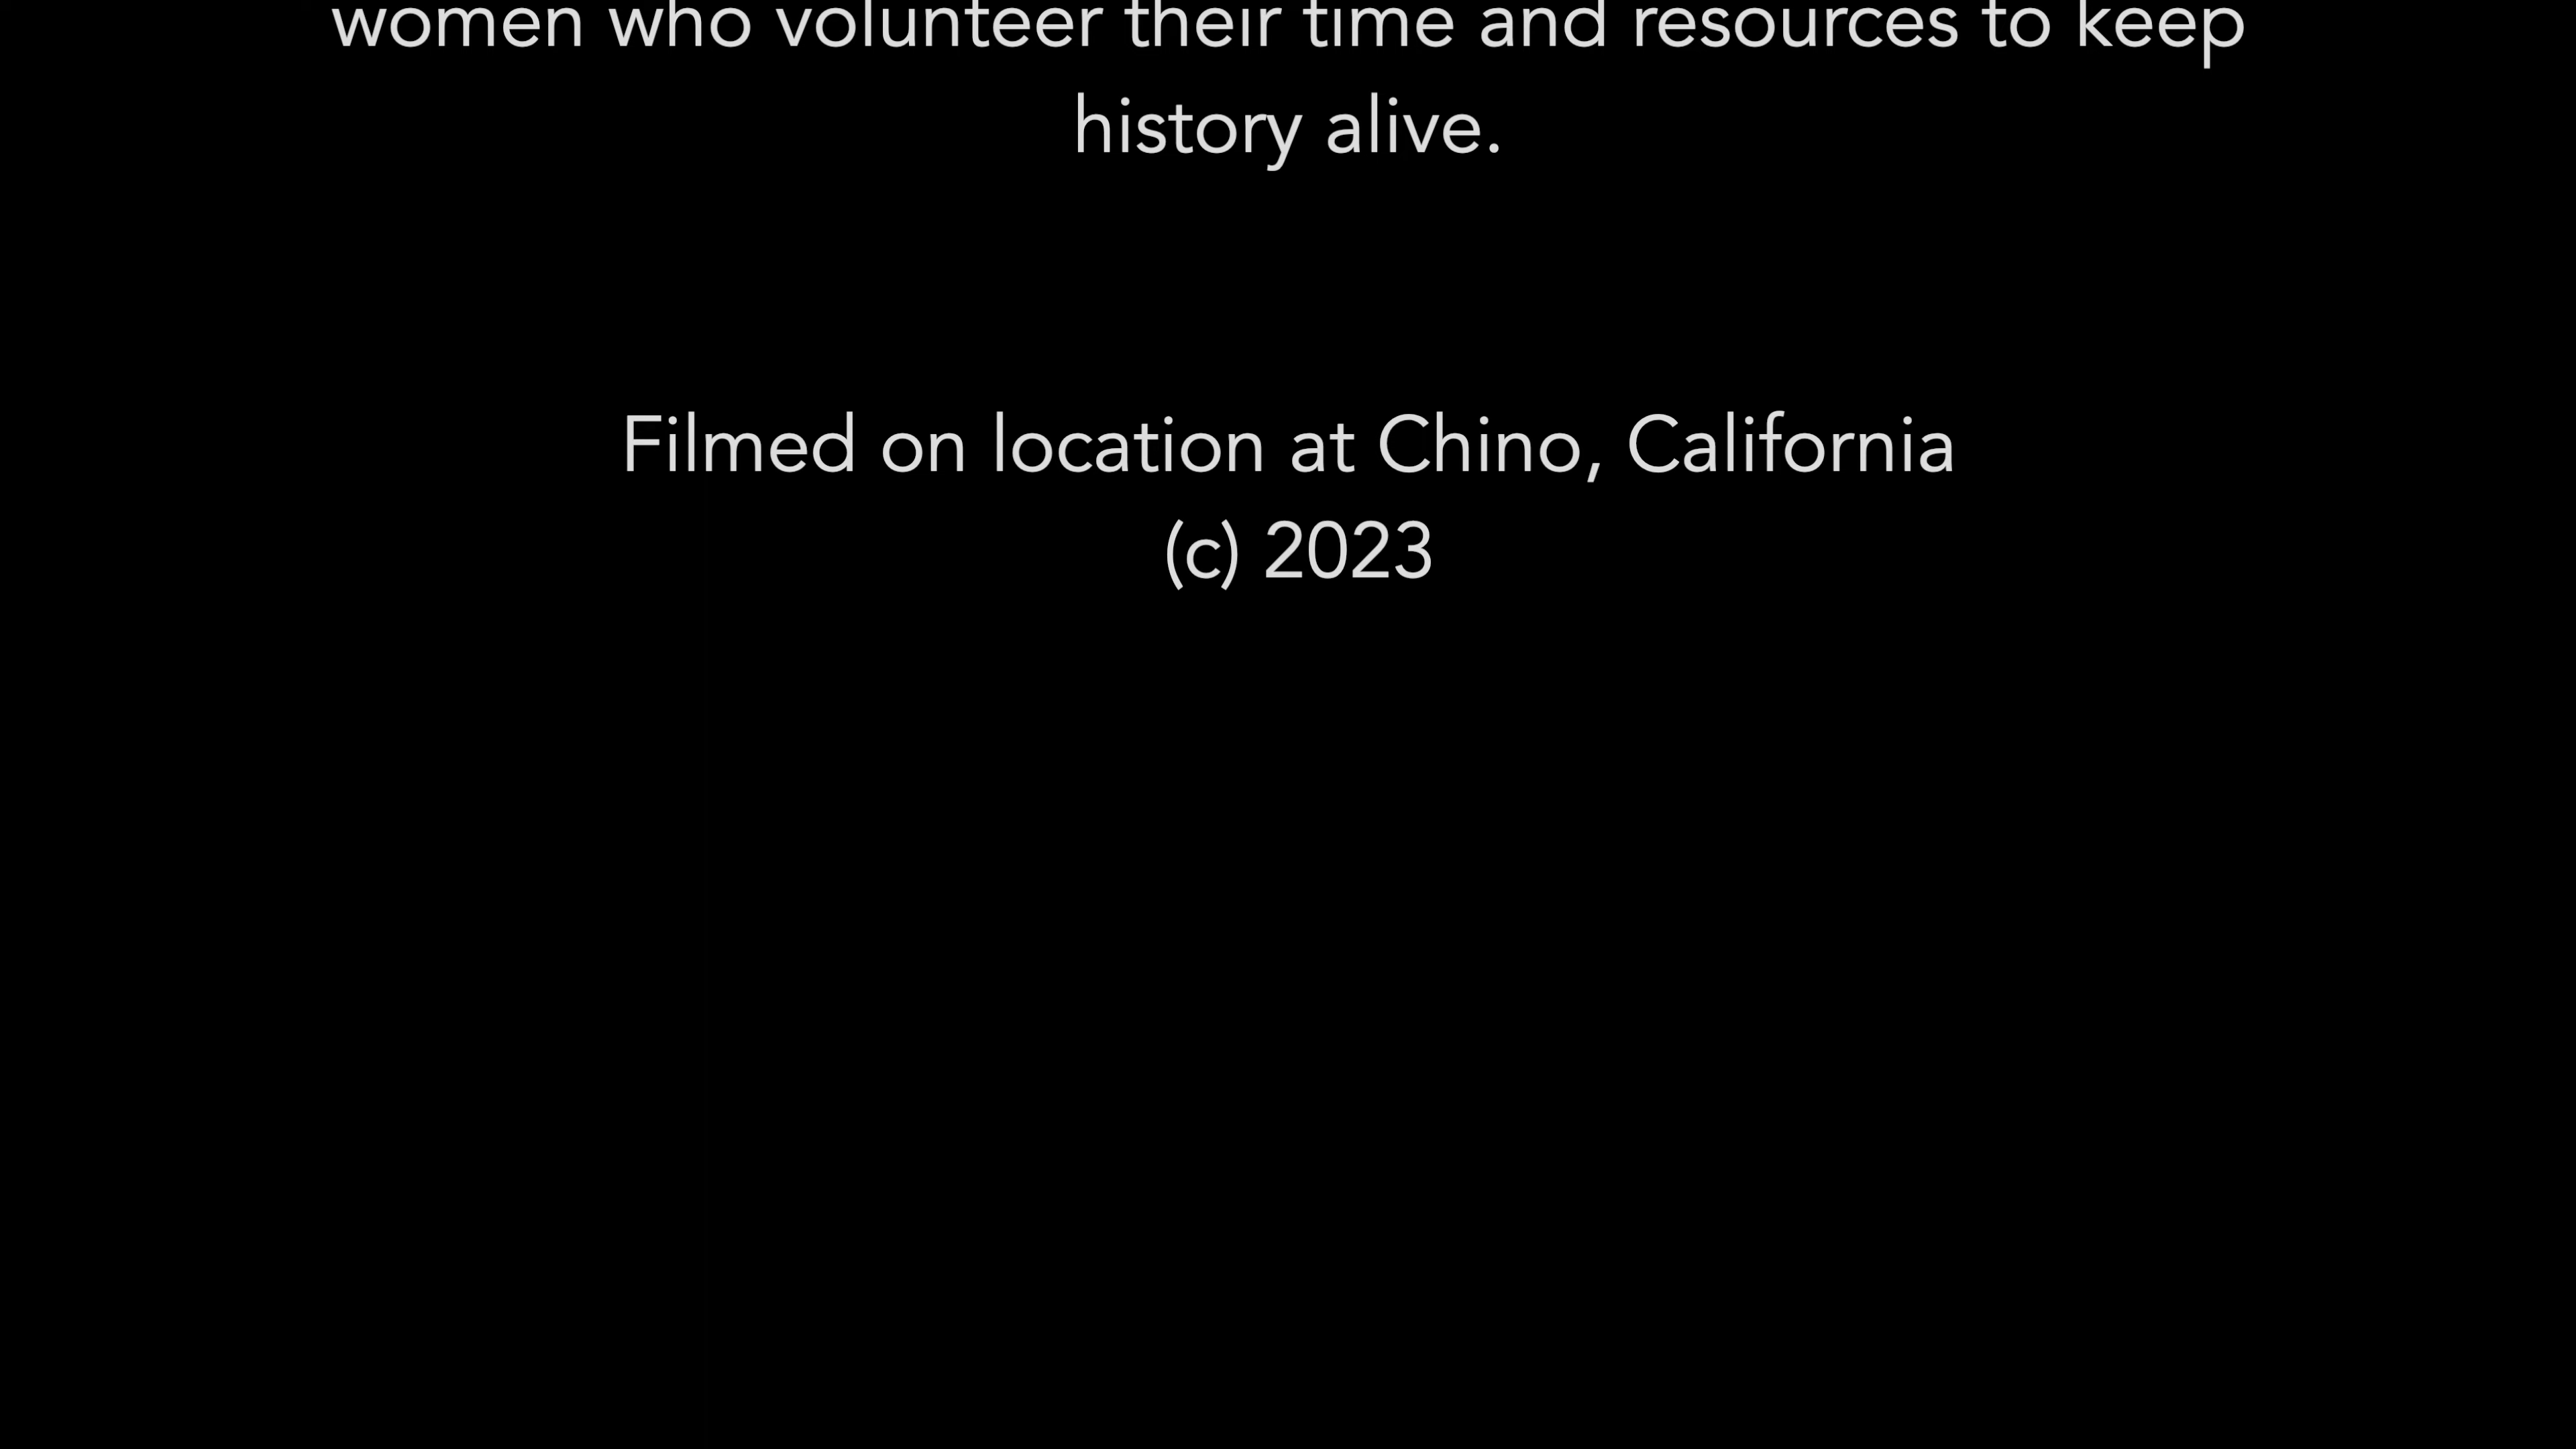 women who volunteer their time and resources to keep
history alive.
Filmed on location at Chino, California
(c) 2023